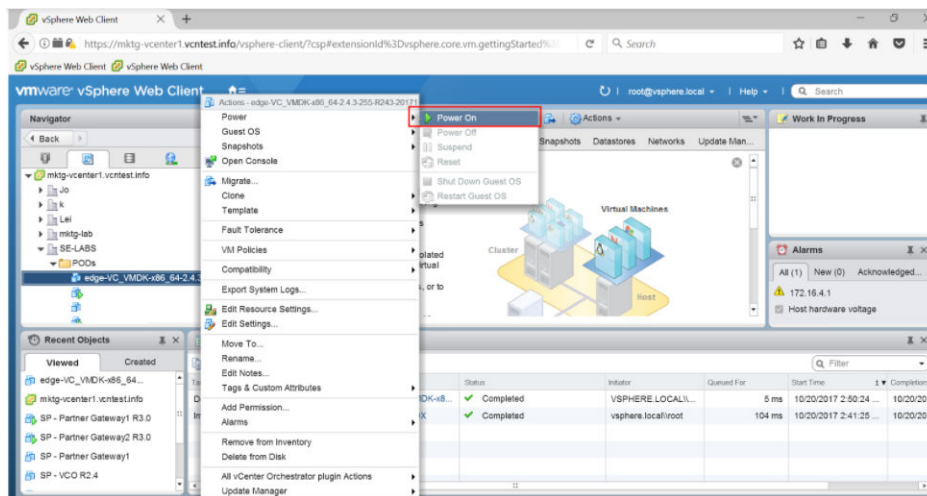 vSphere Web Client
https://mktg-vcenter1.vcntest.info/vsphere-client/?csp#extensionId%3Dvsphere.core.vm.gettingStarted%
Search
vSphere Web Client vSphere Web Client
vmware vSphere Web Client
root@vsphere.local
Help
Search
Navigator
Back
mktg-vcenter1.vcntest.info
Jo
k
Lei
mktg-lab
SE-LABS
PODs
edge-VC_VMDK-x86_64-2.4.3
Recent Objects
Viewed Created
edge-VC_VMDK-x86_64...
mktg-vcenter1.vcntest.info
SP - Partner Gateway1 R3.0
SP - Partner Gateway2 R3.0
SP - Partner Gateway1
SP - VCO R2.4
Actions - edge-VC_VMDK-x86_64-2.4.3-255-R243-20171
Power
Guest OS
Snapshots
Open Console
Migrate...
Clone
Template
Fault Tolerance
VM Policies
Compatibility
Export System Logs...
Edit Resource Settings...
Edit Settings...
Move To...
Rename...
Edit Notes...
Tags & Custom Attributes
Add Permission...
Alarms
Remove from Inventory
Delete from Disk
All vCenter Orchestrator plugin Actions
Update Manager
Power On
Power Off
Suspend
Reset
Shut Down Guest OS
Restart Guest OS
Actions
Snapshots Datastores Networks Update Man...
Virtual Machines
Cluster
Host
olated
irtual
, or to
Work In Progress
Alarms
All (1) New (0) Acknowledged...
172.16.4.1
Host hardware voltage
Filter
Status Initiator Queued For Start Time 1 Completion
DK-x8... Completed VSPHERE.LOCAL\\... 5 ms 10/20/2017 2:50:24 ... 10/20/20
Completed vsphere.local\root 104 ms 10/20/2017 2:41:25 ... 10/20/20